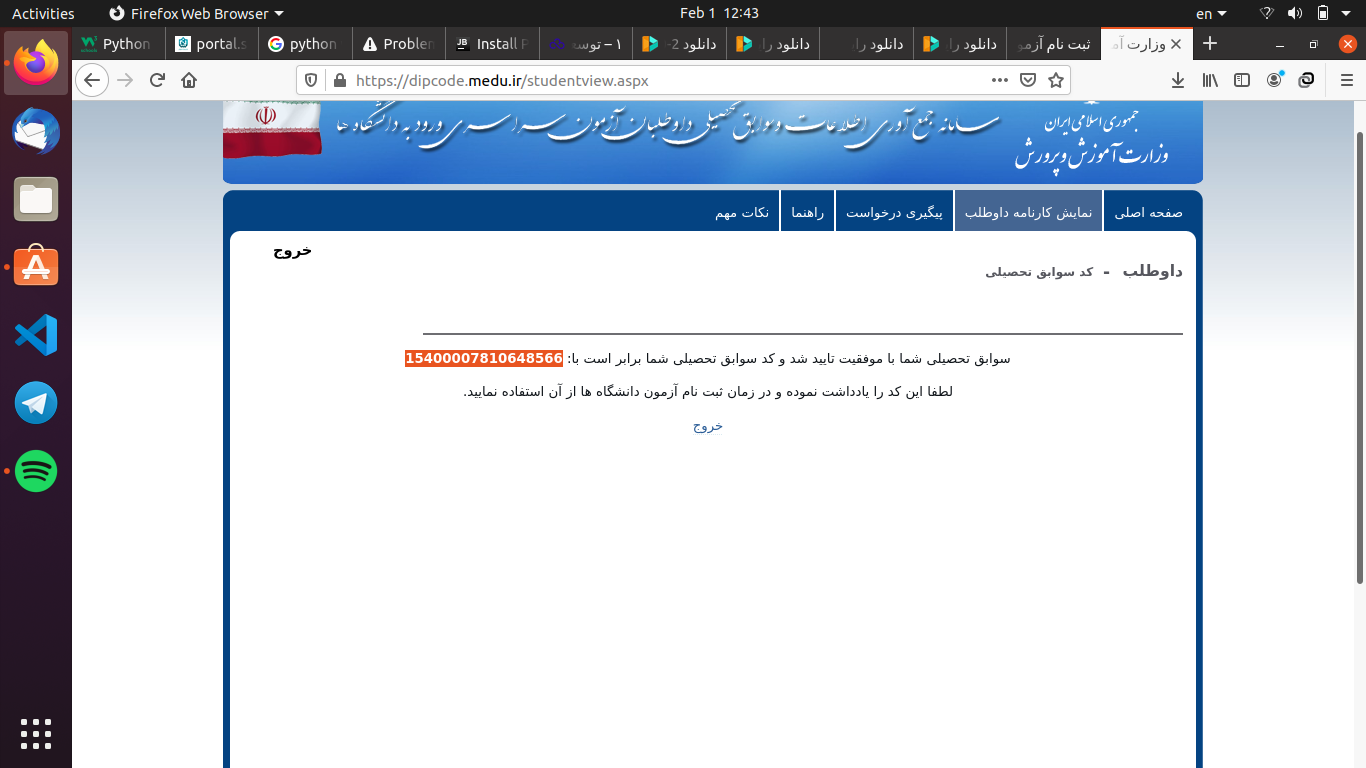 Activities
Firefox Web Browser
Feb 1 12:43
en
Python
portal.s
python
Problem
Install P
۱ – توسع
دانلود 2-
دانلود را
دانلود را
دانلود را
ثبت نام آزمو
وزارت آم
https://dipcode.medu.ir/studentview.aspx
جمهوری اسلامی ایران
وزارت آموزش و پرورش
سامانه جمع آوری اطلاعات و سوابق تحصیلی داوطلبان آزمون سراسری ورود به دانشگاه ها
صفحه اصلی
نمایش کارنامه داوطلب
پیگیری درخواست
راهنما
نکات مهم
خروج
داوطلب - کد سوابق تحصیلی
سوابق تحصیلی شما با موفقیت تایید شد و کد سوابق تحصیلی شما برابر است با: 15400007810648566
لطفا این کد را یادداشت نموده و در زمان ثبت نام آزمون دانشگاه ها از آن استفاده نمایید.
خروج